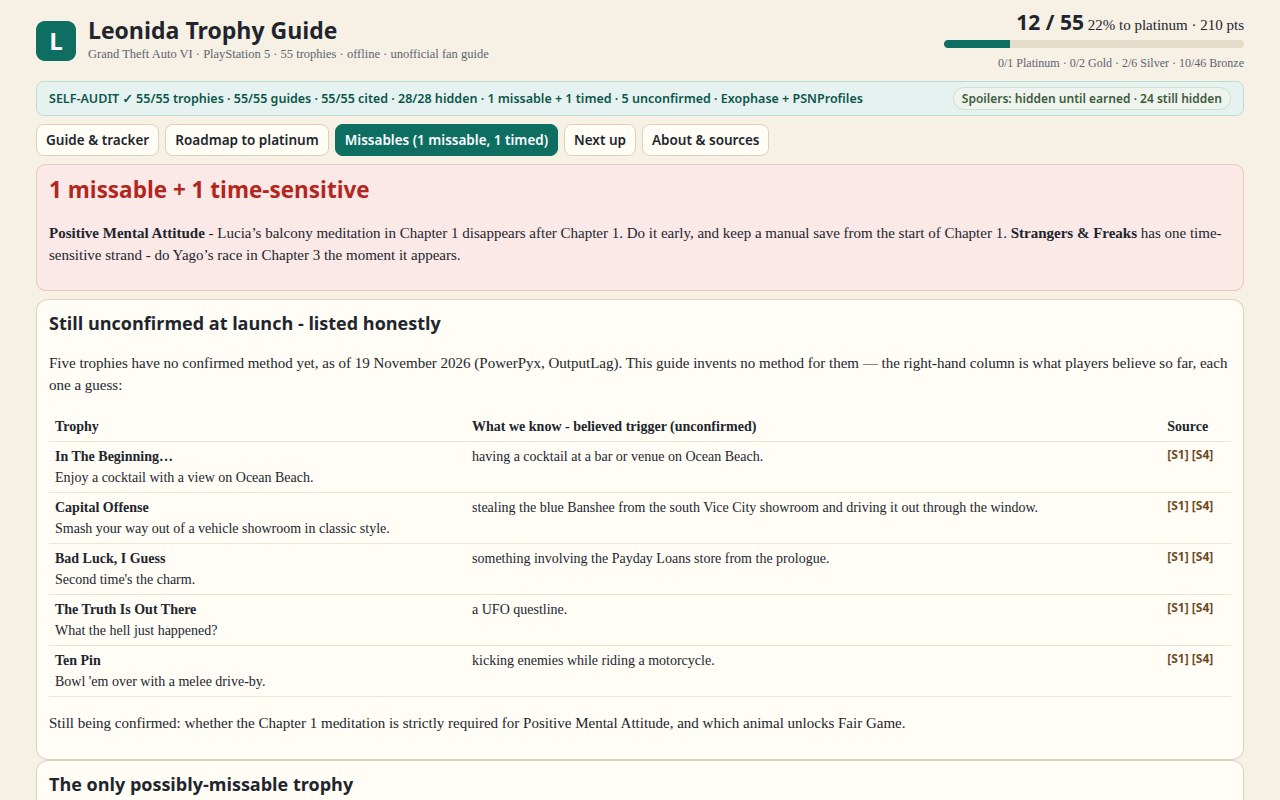 L
Leonida Trophy Guide
Grand Theft Auto VI · PlayStation 5 · 55 trophies · offline · unofficial fan guide
12 / 55 22% to platinum · 210 pts
0/1 Platinum · 0/2 Gold · 2/6 Silver · 10/46 Bronze
SELF-AUDIT ✓ 55/55 trophies · 55/55 guides · 55/55 cited · 28/28 hidden · 1 missable + 1 timed · 5 unconfirmed · Exophase + PSNProfiles
Spoilers: hidden until earned · 24 still hidden
Guide & tracker
Roadmap to platinum
Missables (1 missable, 1 timed)
Next up
About & sources
1 missable + 1 time-sensitive
Positive Mental Attitude - Lucia’s balcony meditation in Chapter 1 disappears after Chapter 1. Do it early, and keep a manual save from the start of Chapter 1. Strangers & Freaks has one time-
sensitive strand - do Yago’s race in Chapter 3 the moment it appears.
Still unconfirmed at launch - listed honestly
Five trophies have no confirmed method yet, as of 19 November 2026 (PowerPyx, OutputLag). This guide invents no method for them — the right-hand column is what players believe so far, each
one a guess:
Trophy What we know - believed trigger (unconfirmed) Source
In The Beginning… having a cocktail at a bar or venue on Ocean Beach. [S1] [S4]
Enjoy a cocktail with a view on Ocean Beach.
Capital Offense stealing the blue Banshee from the south Vice City showroom and driving it out through the window. [S1] [S4]
Smash your way out of a vehicle showroom in classic style.
Bad Luck, I Guess something involving the Payday Loans store from the prologue. [S1] [S4]
Second time's the charm.
The Truth Is Out There a UFO questline. [S1] [S4]
What the hell just happened?
Ten Pin kicking enemies while riding a motorcycle. [S1] [S4]
Bowl 'em over with a melee drive-by.
Still being confirmed: whether the Chapter 1 meditation is strictly required for Positive Mental Attitude, and which animal unlocks Fair Game.
The only possibly-missable trophy